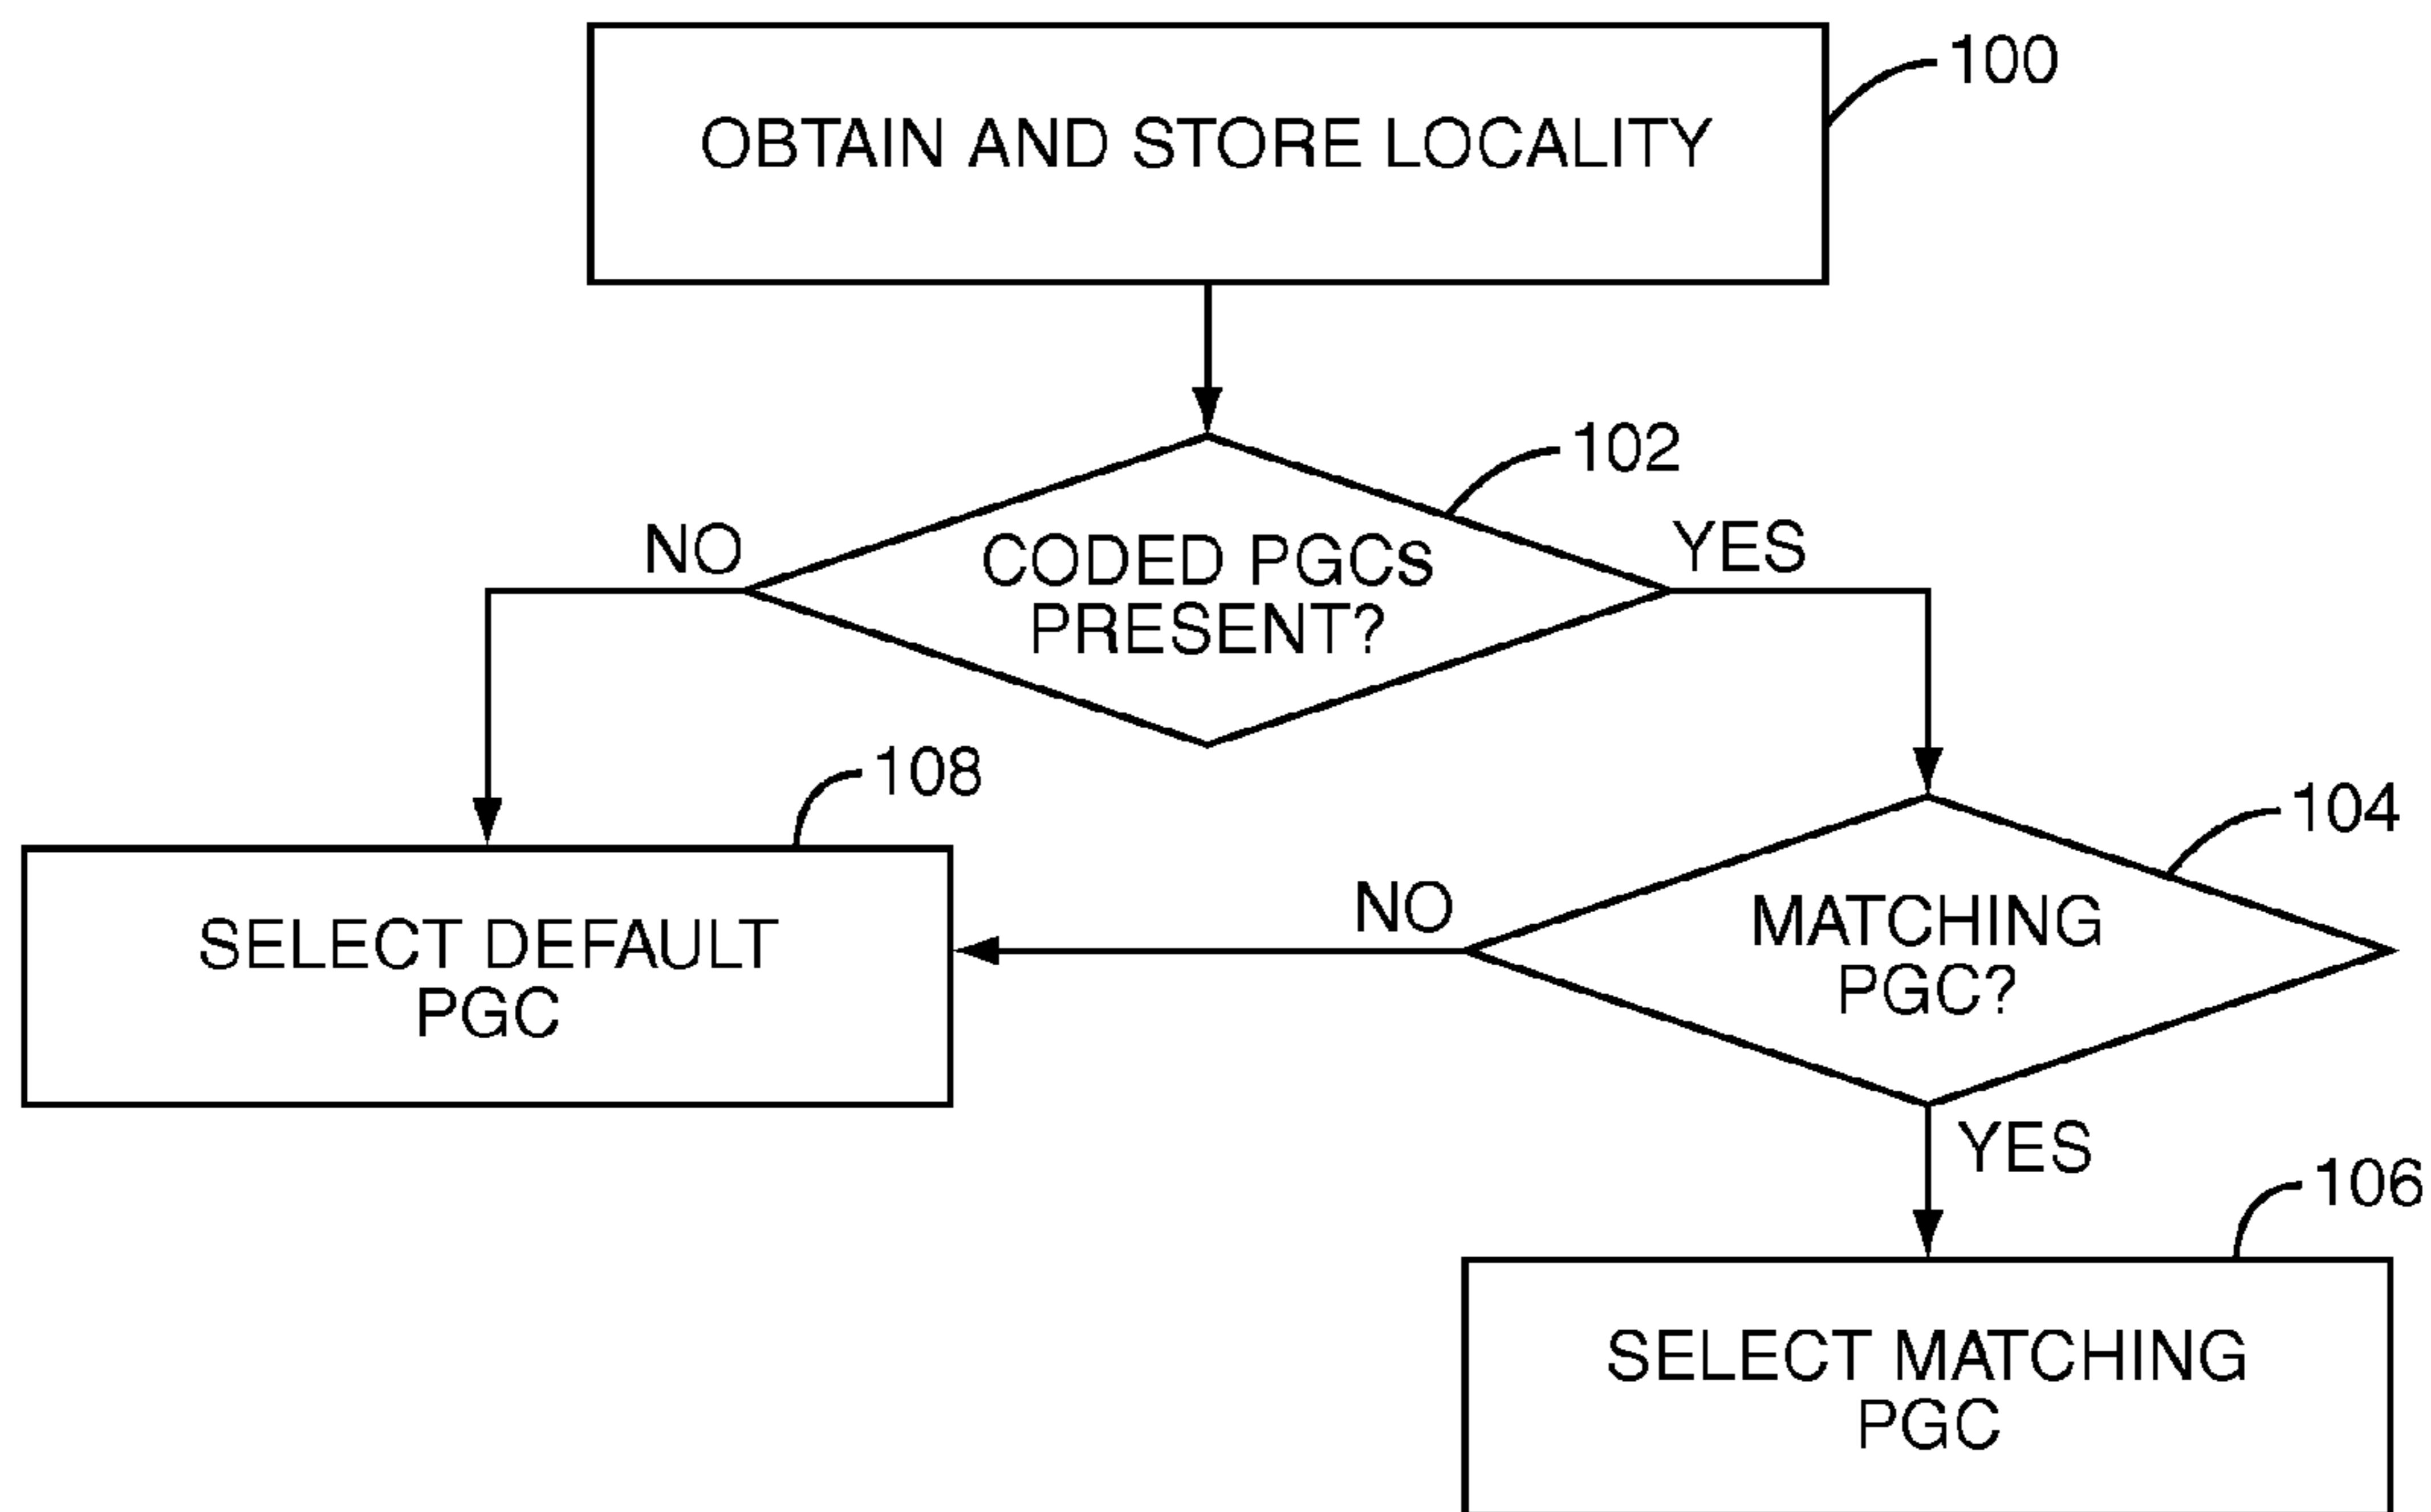 100
OBTAIN AND STORE LOCALITY
102
NO
YES
CODED PGCs
PRESENT?
108
104
NO
SELECT DEFAULT
PGC
MATCHING
PGC?
YES
106
SELECT MATCHING
PGC